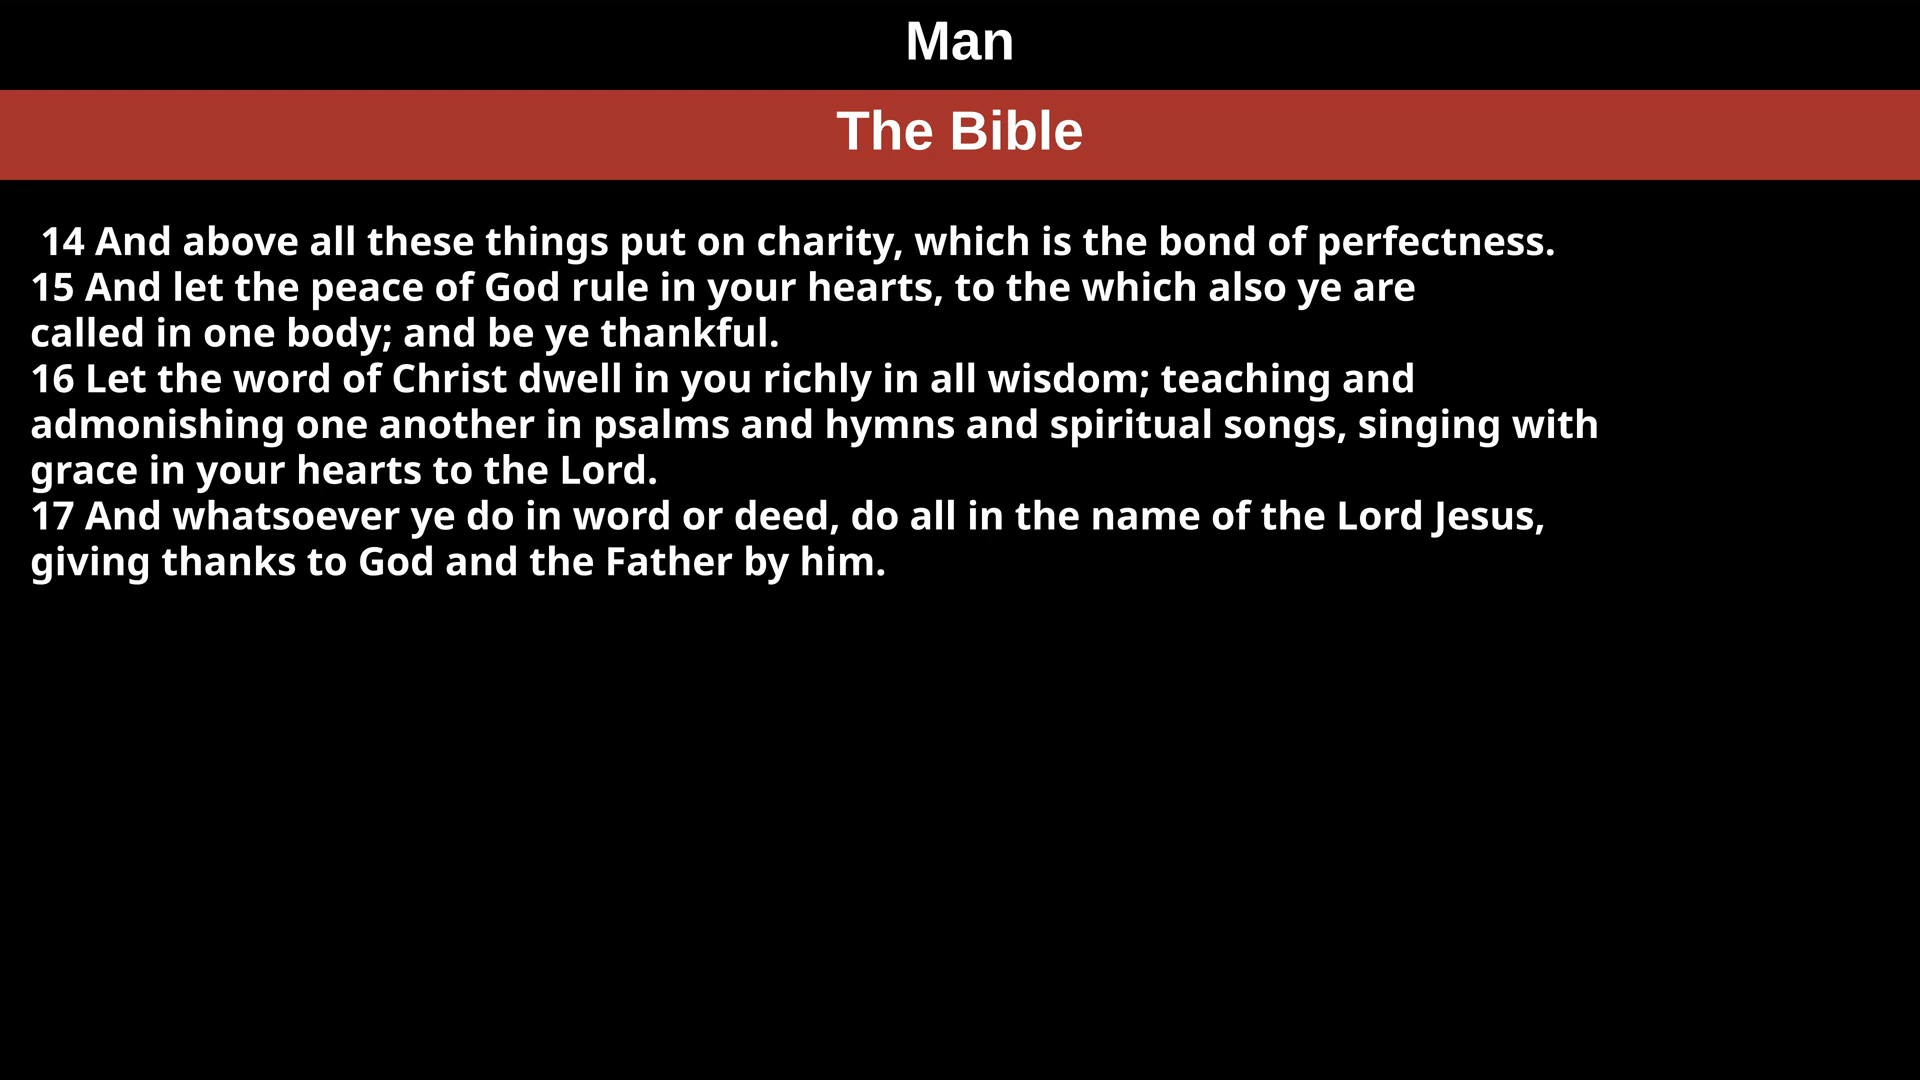 Man
The Bible
14 And above all these things put on charity, which is the bond of perfectness.
15 And let the peace of God rule in your hearts, to the which also ye are
called in one body; and be ye thankful.
16 Let the word of Christ dwell in you richly in all wisdom; teaching and
admonishing one another in psalms and hymns and spiritual songs, singing with
grace in your hearts to the Lord.
17 And whatsoever ye do in word or deed, do all in the name of the Lord Jesus,
giving thanks to God and the Father by him.